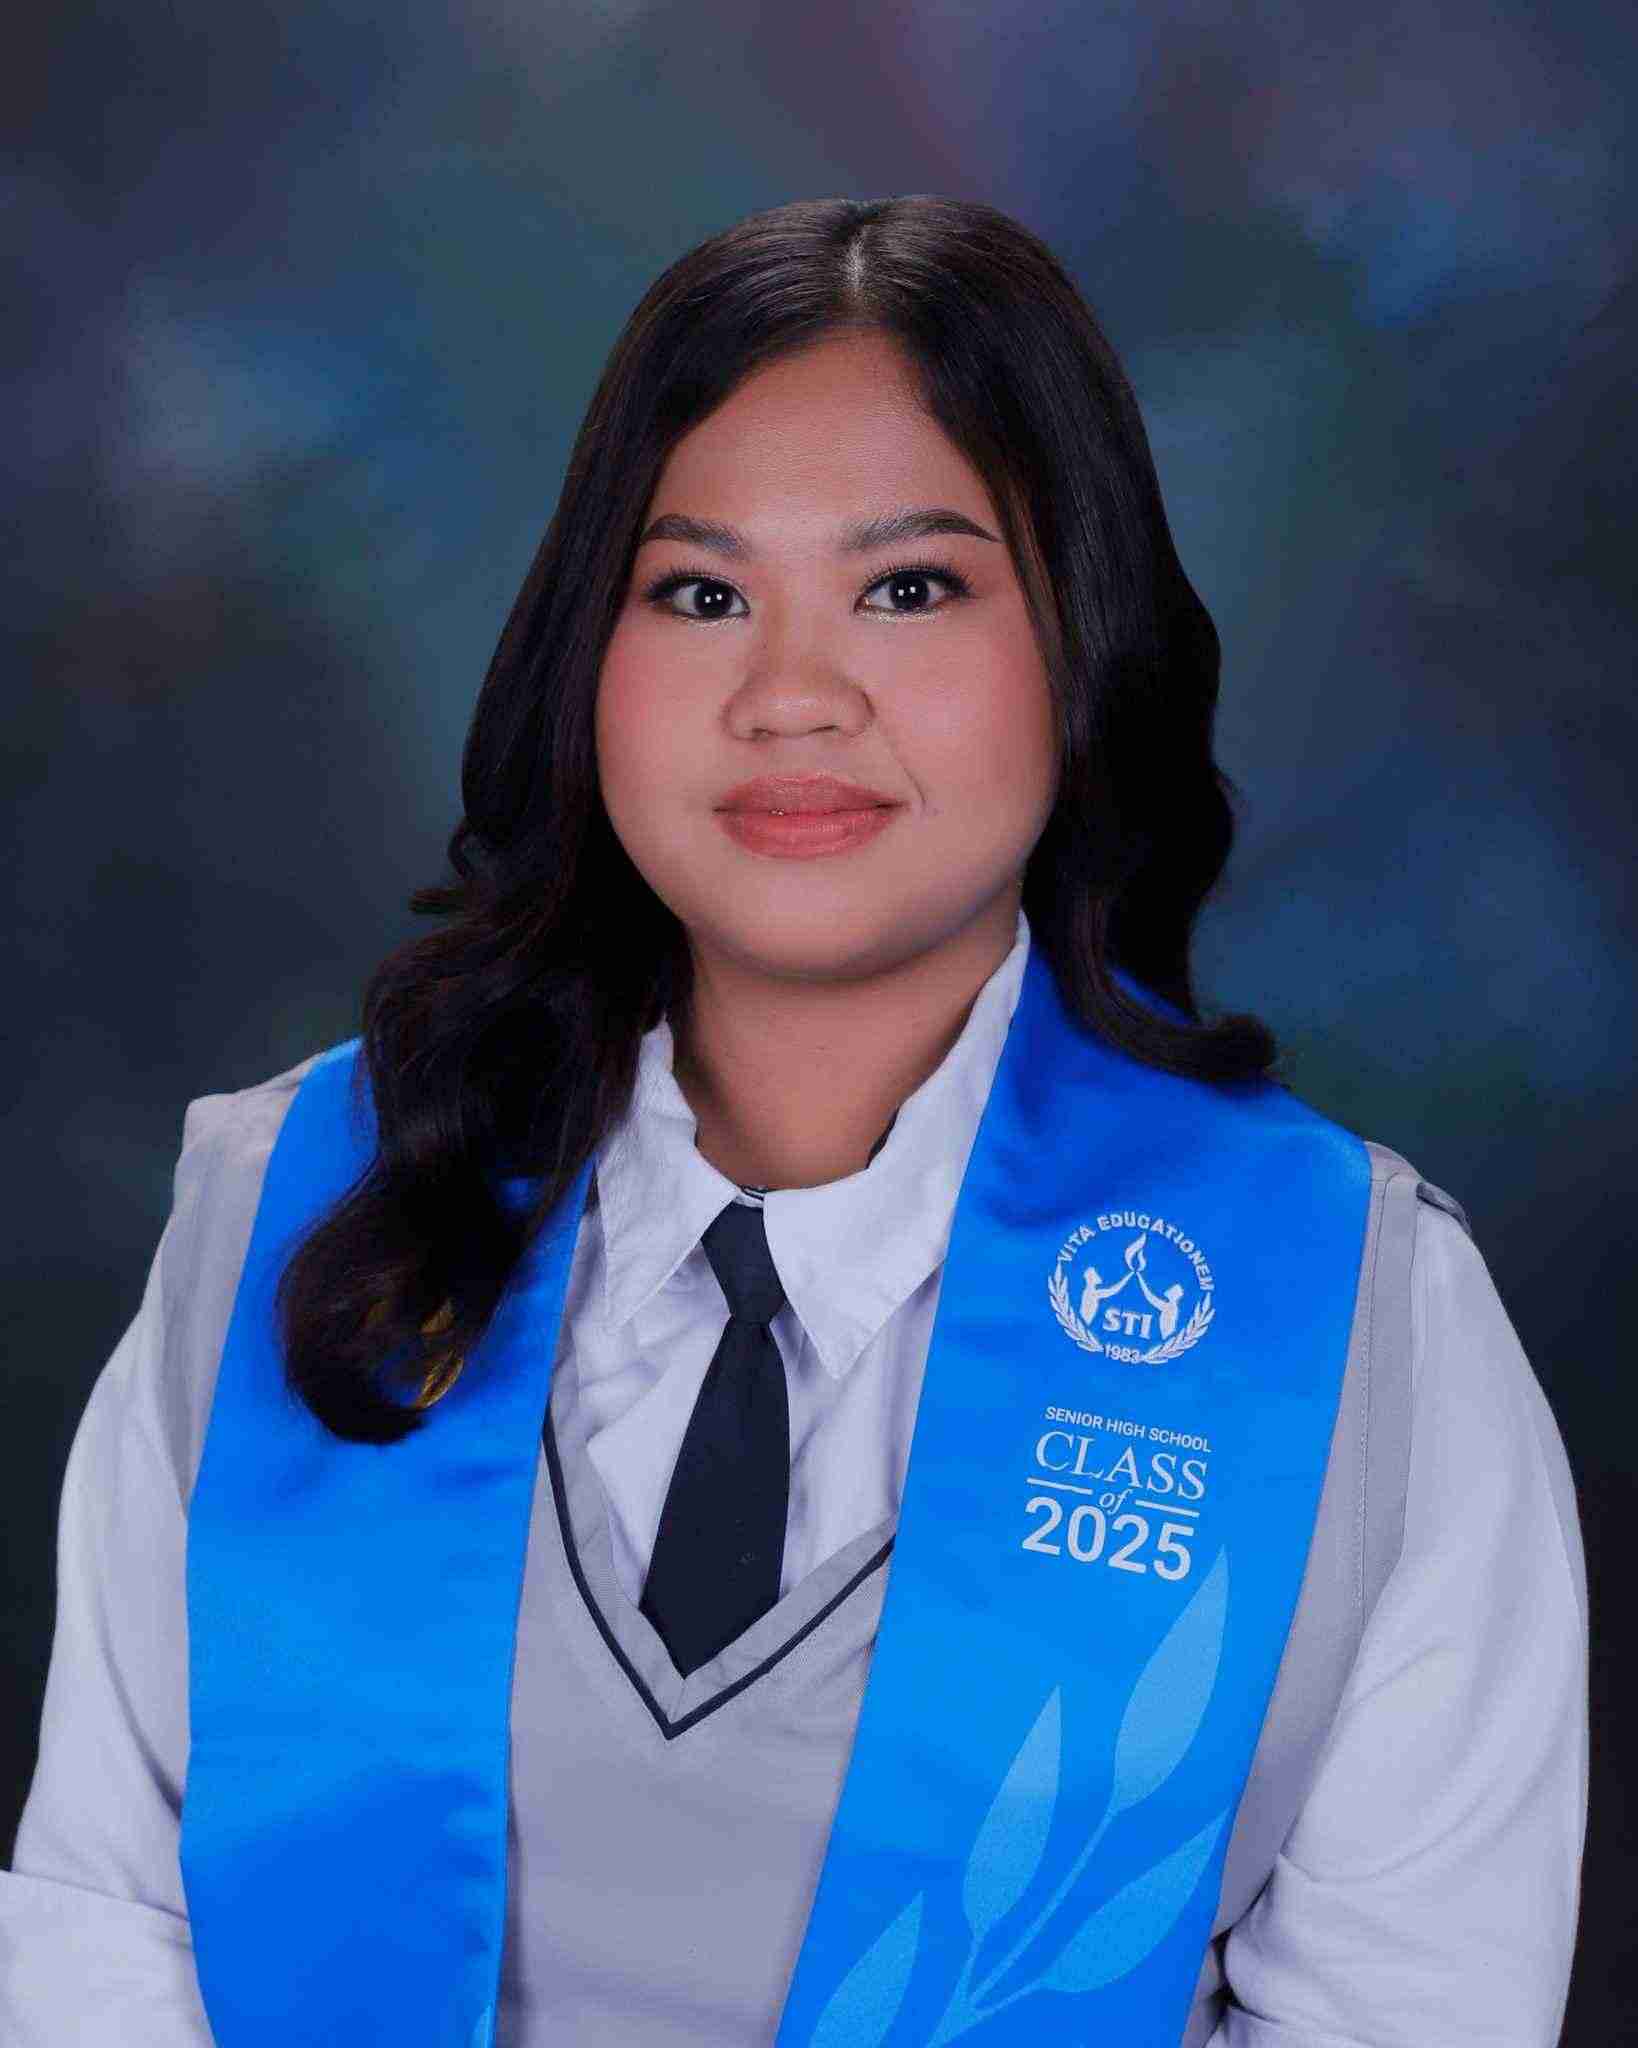 VITA EDUCATIONEM
STI
1983
SENIOR HIGH SCHOOL
CLASS
of
2025